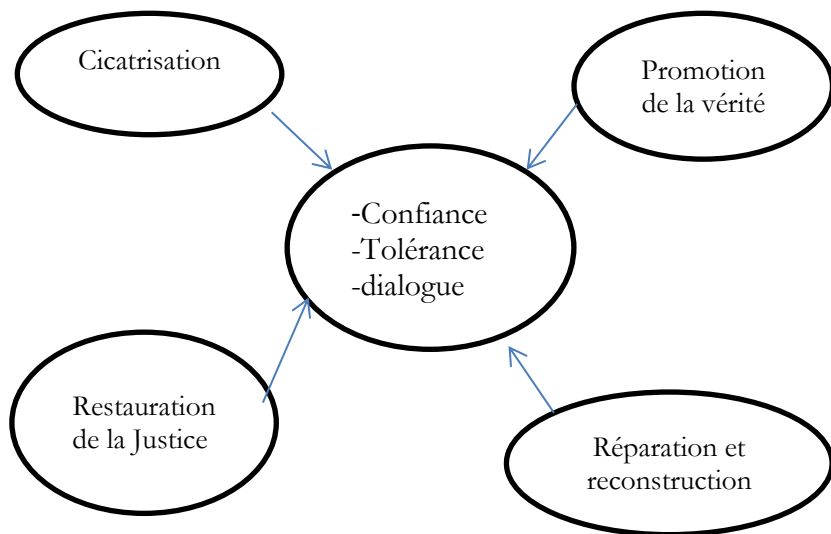 Cicatrisation
Promotion
de la vérité
-Confiance
-Tolérance
-dialogue
Restauration
de la Justice
Réparation et
reconstruction